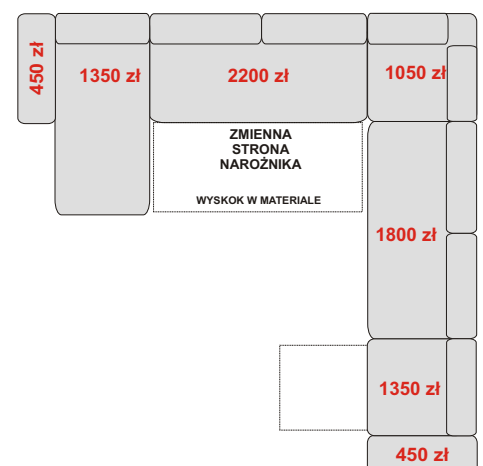 450 zł
1350 zł
2200 zł
1050 zł
ZMIENNA
STRONA
NAROŻNIKA
WYSKOK W MATERIALE
1800 zł
1350 zł
450 zł